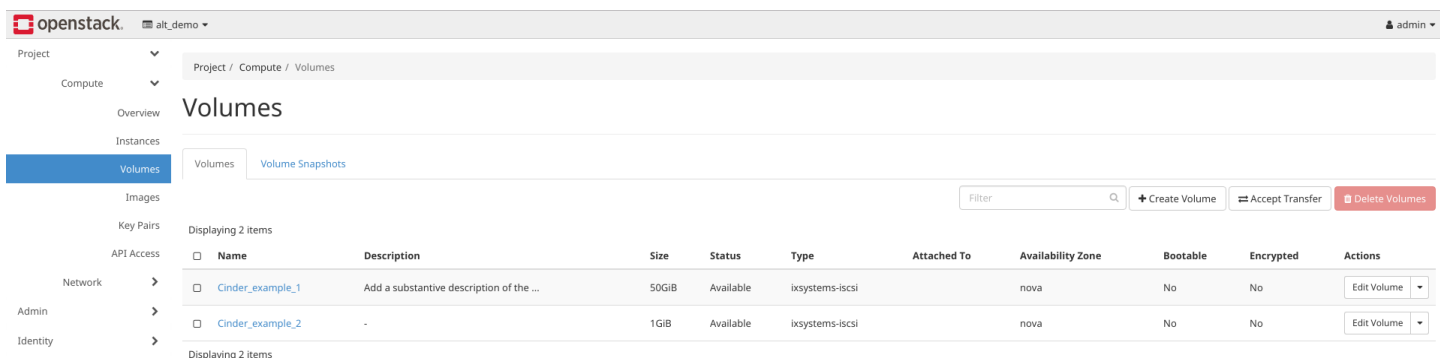 openstack. alt_demo admin
Project
Compute
Overview
Instances
Volumes
Images
Key Pairs
API Access
Network
Admin
Identity
Project / Compute / Volumes
Volumes
Volumes Volume Snapshots
Filter Create Volume Accept Transfer Delete Volumes
Displaying 2 items
Name Description Size Status Type Attached To Availability Zone Bootable Encrypted Actions
Cinder_example_1 Add a substantive description of the ... 50GiB Available ixsystems-iscsi nova No No Edit Volume
Cinder_example_2 - 1GiB Available ixsystems-iscsi nova No No Edit Volume
Displaying 2 items